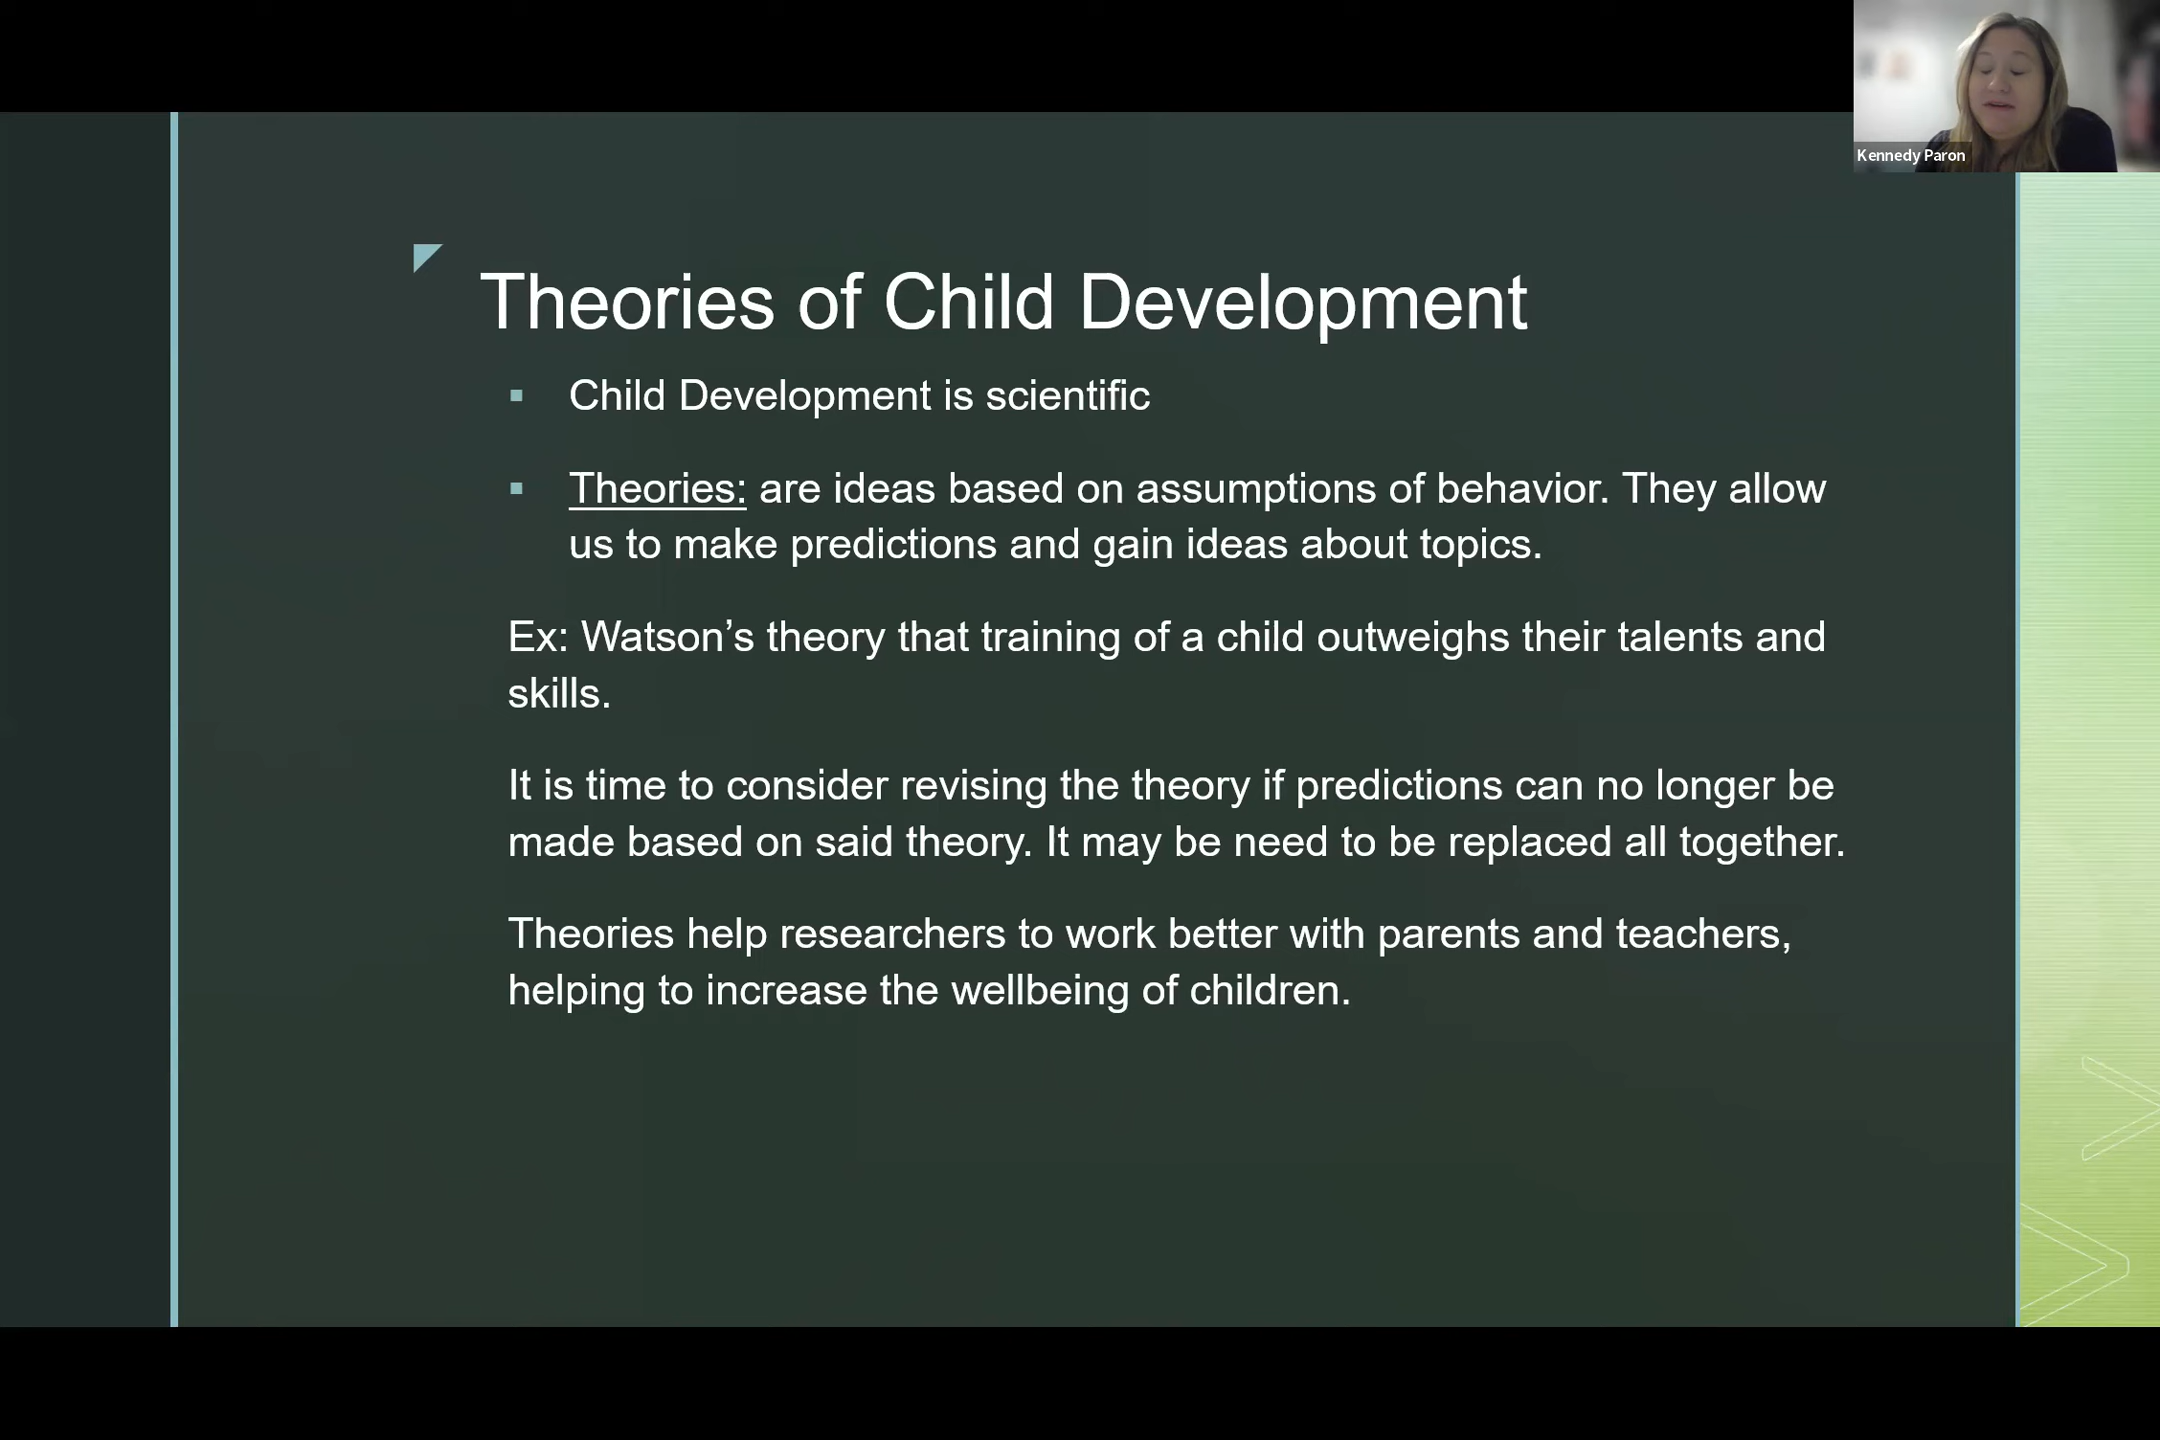 Kennedy Paron
Theories of Child Development
Child Development is scientific
Theories: are ideas based on assumptions of behavior. They allow
us to make predictions and gain ideas about topics.
Ex: Watson’s theory that training of a child outweighs their talents and
skills.
It is time to consider revising the theory if predictions can no longer be
made based on said theory. It may be need to be replaced all together.
Theories help researchers to work better with parents and teachers,
helping to increase the wellbeing of children.